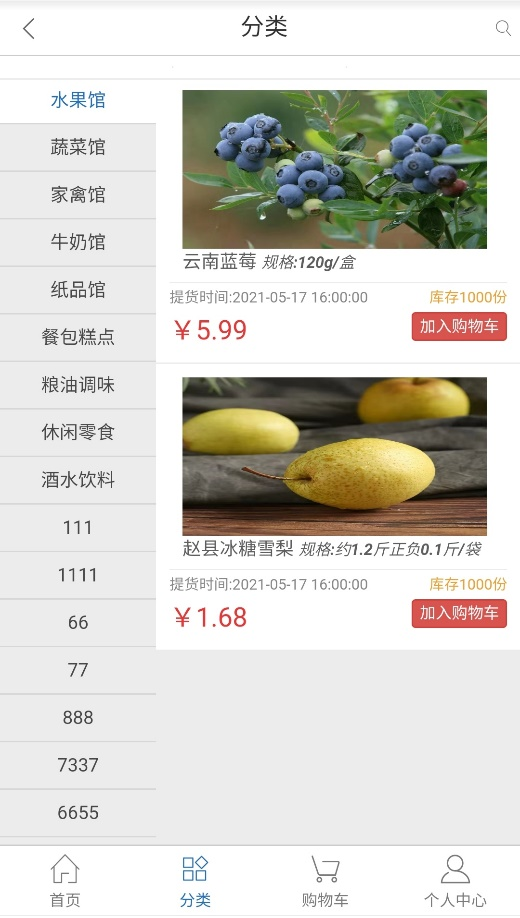 分类
水果馆
蔬菜馆
家禽馆
牛奶馆
纸品馆
餐包糕点
粮油调味
休闲零食
酒水饮料
111
1111
66
77
888
7337
6655
云南蓝莓 规格:120g/盒
提货时间:2021-05-17 16:00:00 库存1000份
￥5.99 加入购物车
赵县冰糖雪梨 规格:约1.2斤正负0.1斤/袋
提货时间:2021-05-17 16:00:00 库存1000份
￥1.68 加入购物车
首页 分类 购物车 个人中心